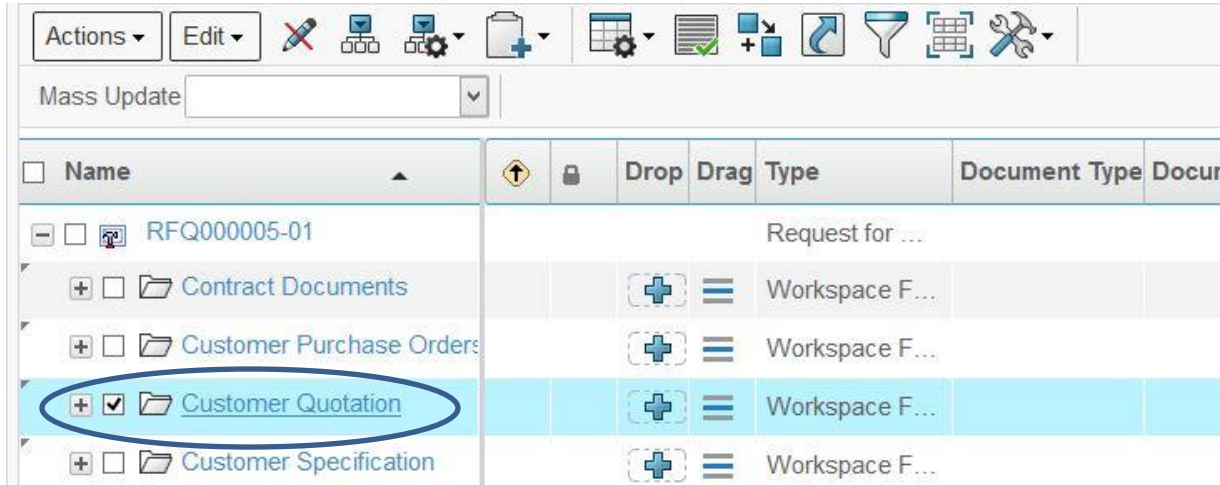 Actions Edit
Mass Update
Name Drop Drag Type Document Type Docu
RFQ000005-01 Request for ...
Contract Documents Workspace F...
Customer Purchase Orders Workspace F...
Customer Quotation Workspace F...
Customer Specification Workspace F...